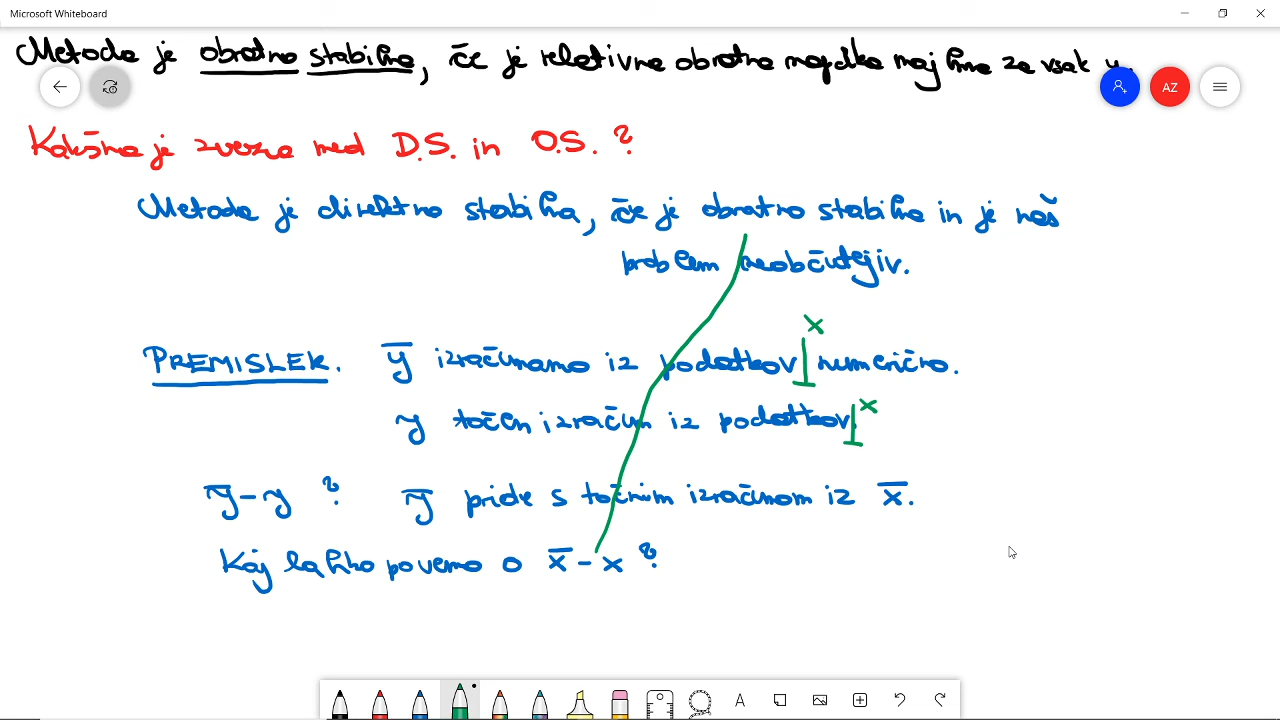 Microsoft Whiteboard
Metoda je obratno stabilna, če je relativna obratna napaka majhna za vsak y.
AZ
Kakšna je zveza med D.S. in O.S.?
Metoda je direktno stabilna, če je obratno stabilna in je naš
problem neobčutljiv.
x
PREMISLEK. y̅ izračunamo iz podatkov numerično.
x
y točen izračun iz podatkov.
y̅ - y ? y̅ pride s točnim izračunom iz x̅.
Kaj lahko povemo o x̅ - x ?
A